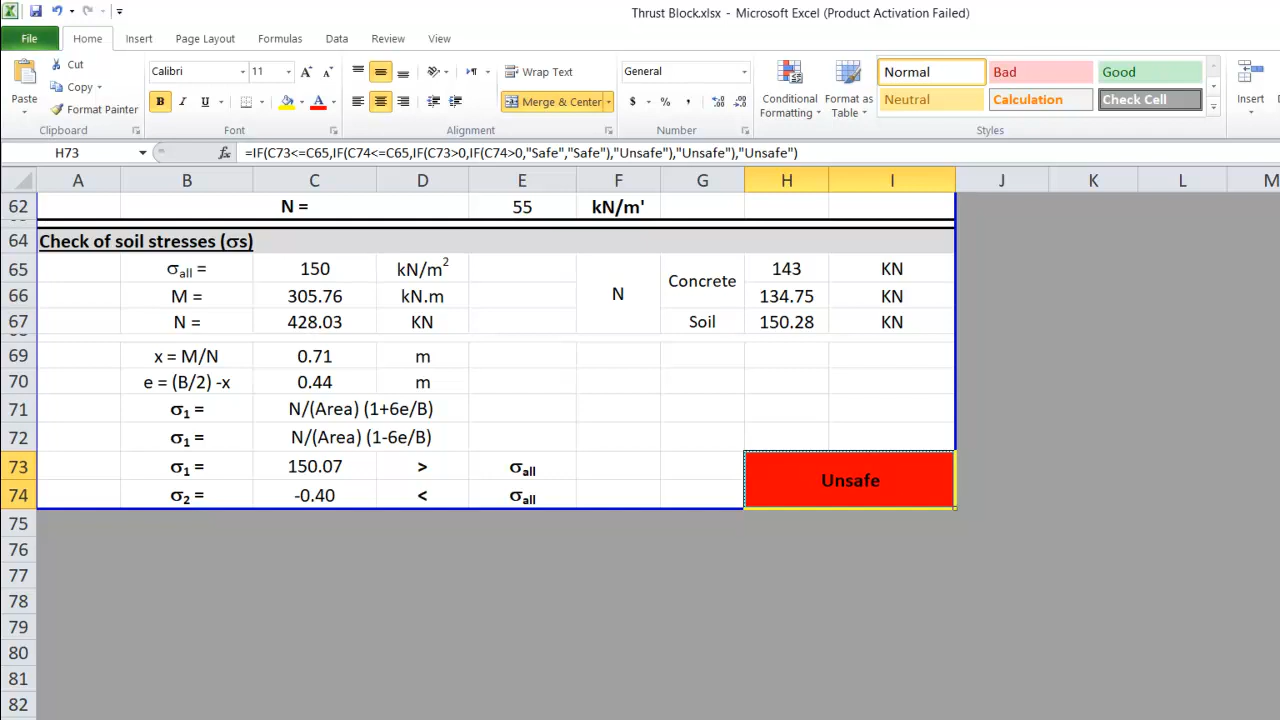 Thrust Block.xlsx - Microsoft Excel (Product Activation Failed)
File Home Insert Page Layout Formulas Data Review View
Cut
Copy
Format Painter
Paste
Clipboard
Calibri 11
B I U
Font
Wrap Text
Merge & Center
Alignment
General
$ % ,
Number
Conditional Formatting
Format as Table
Normal Bad Good
Neutral Calculation Check Cell
Styles
Insert
H73 fx =IF(C73<=C65,IF(C74<=C65,IF(C73>0,IF(C74>0,"Safe","Safe"),"Unsafe"),"Unsafe"),"Unsafe")
A B C D E F G H I J K L M
62 N = 55 kN/m'
64 Check of soil stresses (σs)
65 σall = 150 kN/m² Concrete 143 KN
66 M = 305.76 kN.m N 134.75 KN
67 N = 428.03 KN Soil 150.28 KN
69 x = M/N 0.71 m
70 e = (B/2) -x 0.44 m
71 σ1 = N/(Area) (1+6e/B)
72 σ1 = N/(Area) (1-6e/B)
73 σ1 = 150.07 > σall Unsafe
74 σ2 = -0.40 < σall
75
76
77
78
79
80
81
82